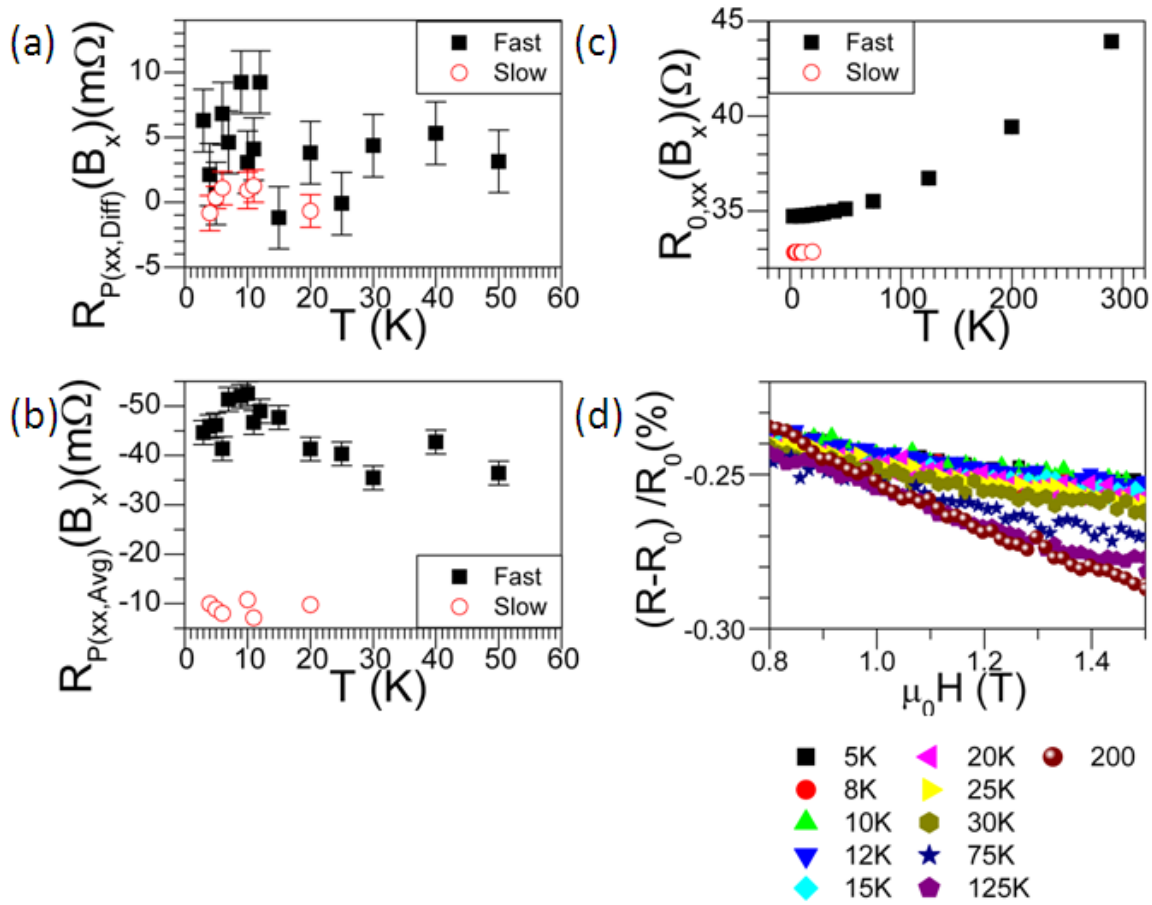 (a)
R_P(xx,Diff)(B_x)(mΩ)
10
5
0
-5
Fast
Slow
0 10 20 30 40 50 60
T (K)
(c)
R_0,xx(B_x)(Ω)
45
40
35
Fast
Slow
0 100 200 300
T (K)
(b)
R_P(xx,Avg)(B_x)(mΩ)
-50
-40
-30
-20
-10
Fast
Slow
0 10 20 30 40 50 60
T (K)
(d)
(R-R_0) /R_0(%)
-0.25
-0.30
0.8 1.0 1.2 1.4
μ_0H (T)
5K 20K 200
8K 25K
10K 30K
12K 75K
15K 125K